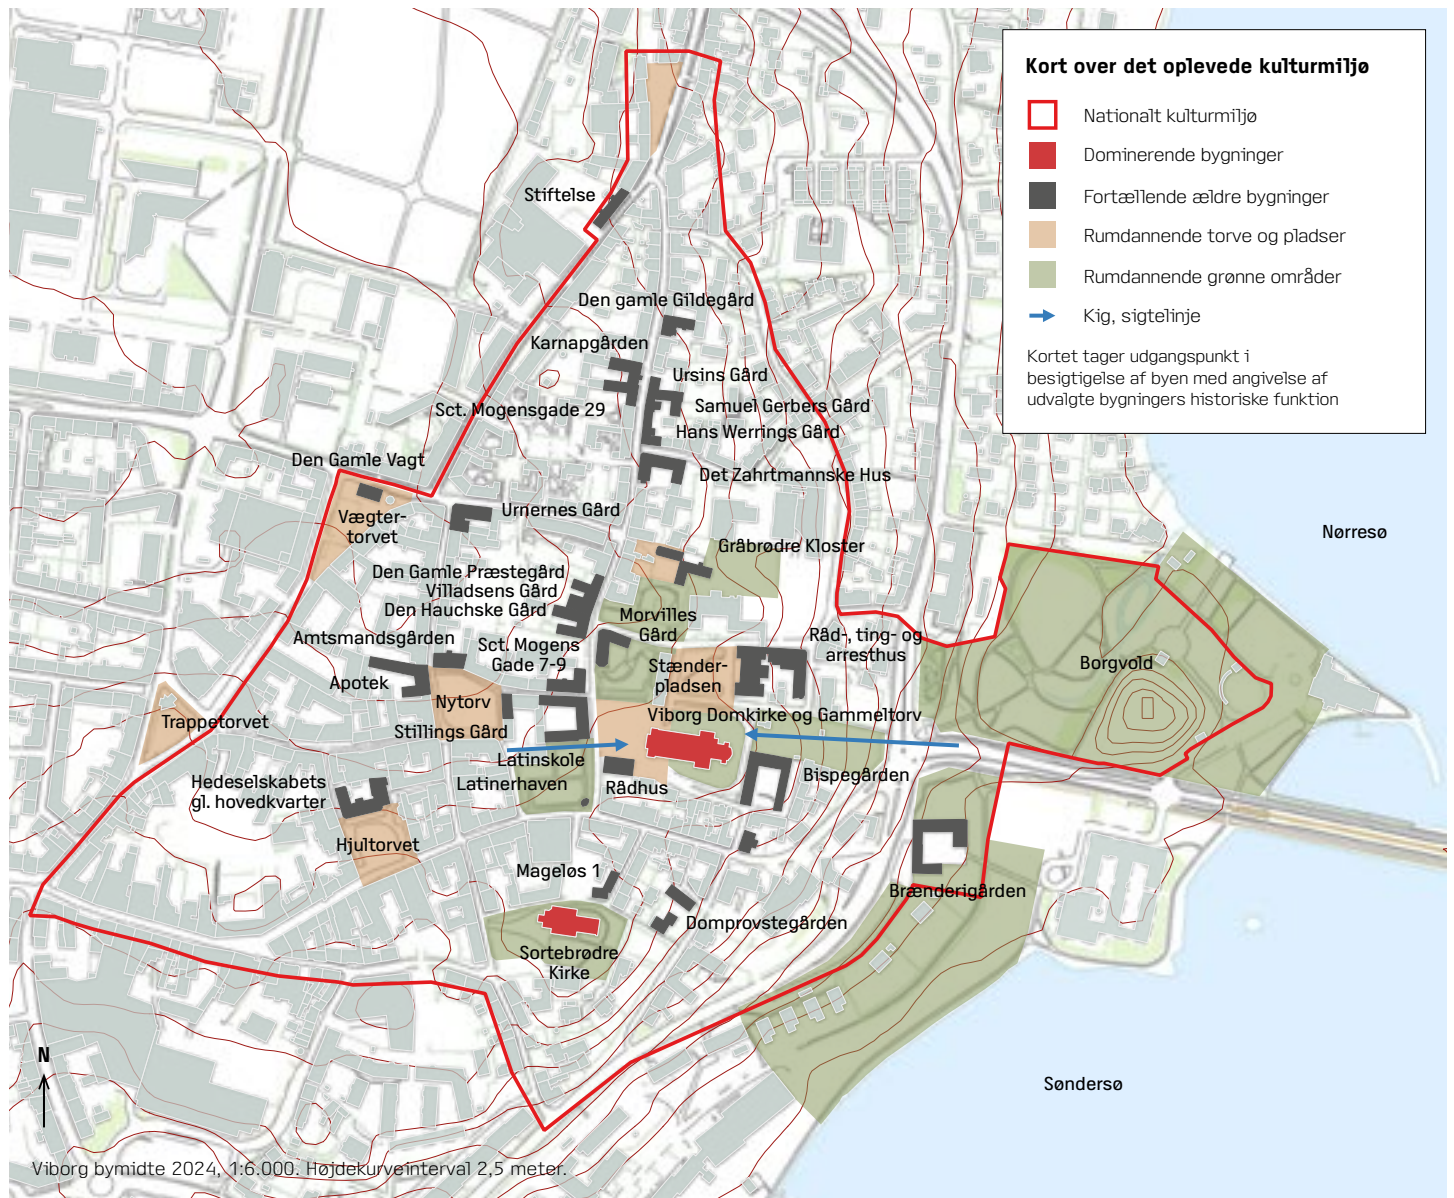 Kort over det oplevede kulturmiljø
Nationalt kulturmiljø
Dominerende bygninger
Fortællende ældre bygninger
Rumdannende torve og pladser
Rumdannende grønne områder
Kig, sigtelinje
Kortet tager udgangspunkt i
besigtigelse af byen med angivelse af
udvalgte bygningers historiske funktion
Stiftelse
Den gamle Gildegård
Karnapgården
Ursins Gård
Sct. Mogensgade 29
Samuel Gerbers Gård
Hans Werrings Gård
Den Gamle Vagt
Det Zahrtmannske Hus
Vægter-
torvet
Urnernes Gård
Nørresø
Gråbrødre Kloster
Den Gamle Præstegård
Villadsens Gård
Den Hauchske Gård
Morvilles
Gård
Amtsmandsgården
Sct. Mogens
Gade 7-9
Råd-, ting- og
arresthus
Stænder-
pladsen
Borgvold
Apotek
Nytorv
Trappetorvet
Stillings Gård
Viborg Domkirke og Gammeltorv
Latinskole
Latinerhaven
Rådhus
Bispegården
Hedeselskabets
gl. hovedkvarter
Hjultorvet
Mageløs 1
Brænderigården
Domprovstegården
Sortebrødre
Kirke
N
Søndersø
Viborg bymidte 2024, 1:6.000. Højdekurveinterval 2,5 meter.